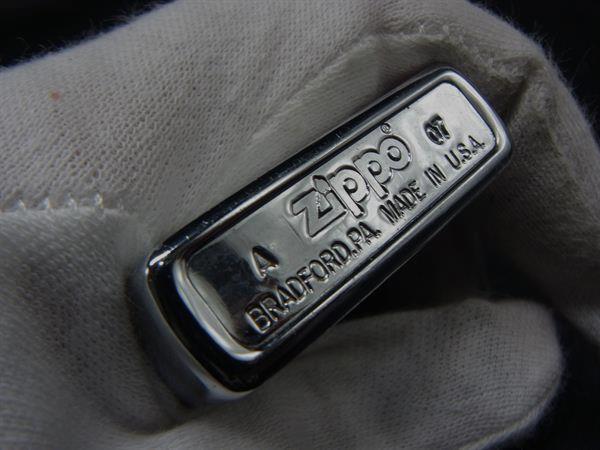 A Zippo® 07
BRADFORD,PA. MADE IN U.S.A.